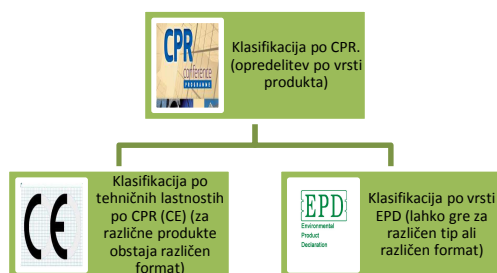 CPR
conference
PROGRAMME
Klasifikacija po CPR.
(opredelitev po vrsti
produkta)
CE
Klasifikacija po
tehničnih lastnostih
po CPR (CE) (za
različne produkte
obstaja različen
format)
EPD
Environmental
Product
Declaration
Klasifikacija po vrsti
EPD (lahko gre za
različen tip ali
različen format)